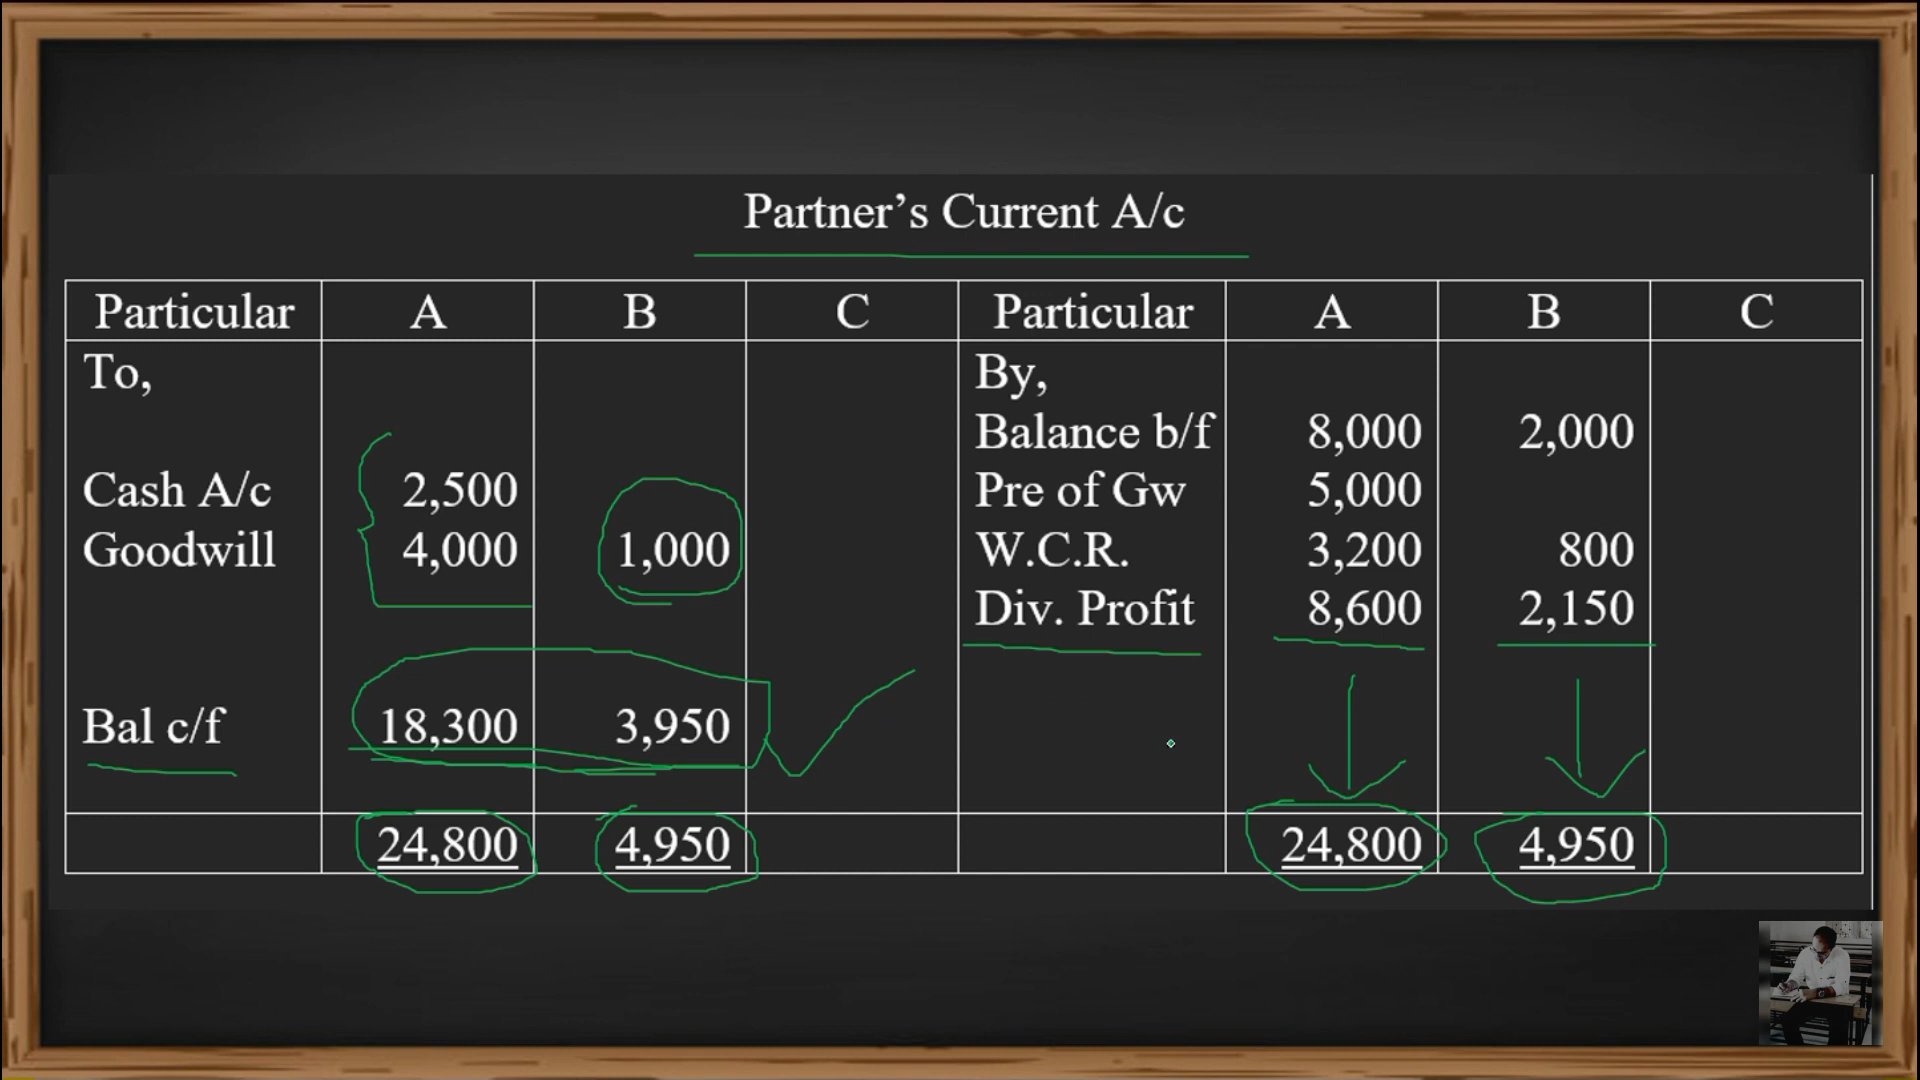 Partner’s Current A/c
Particular A B C Particular A B C
To, By,
Balance b/f 8,000 2,000
Cash A/c 2,500 Pre of Gw 5,000
Goodwill 4,000 1,000 W.C.R. 3,200 800
Div. Profit 8,600 2,150
Bal c/f 18,300 3,950
24,800 4,950 24,800 4,950